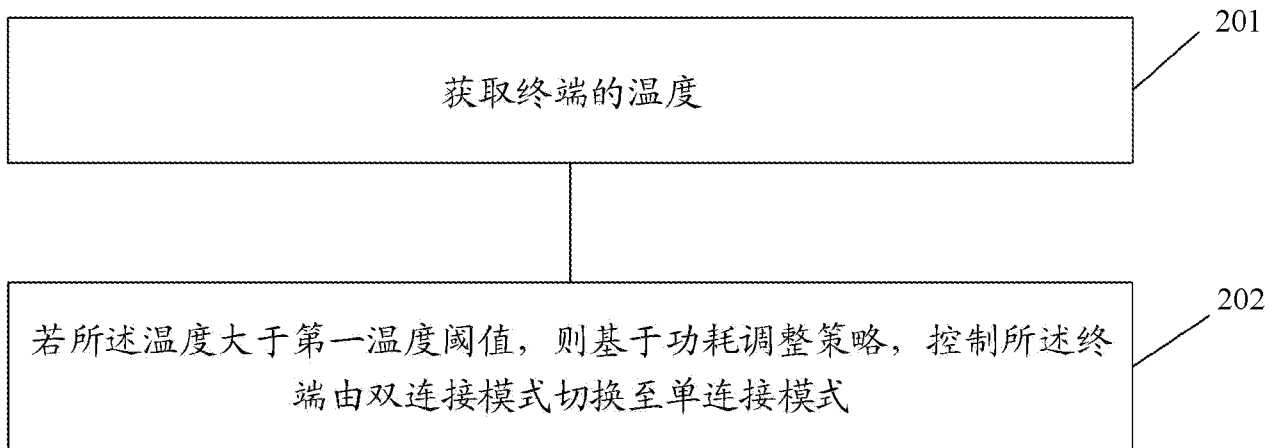 201
获取终端的温度
202
若所述温度大于第一温度阈值，则基于功耗调整策略，控制所述终
端由双连接模式切换至单连接模式